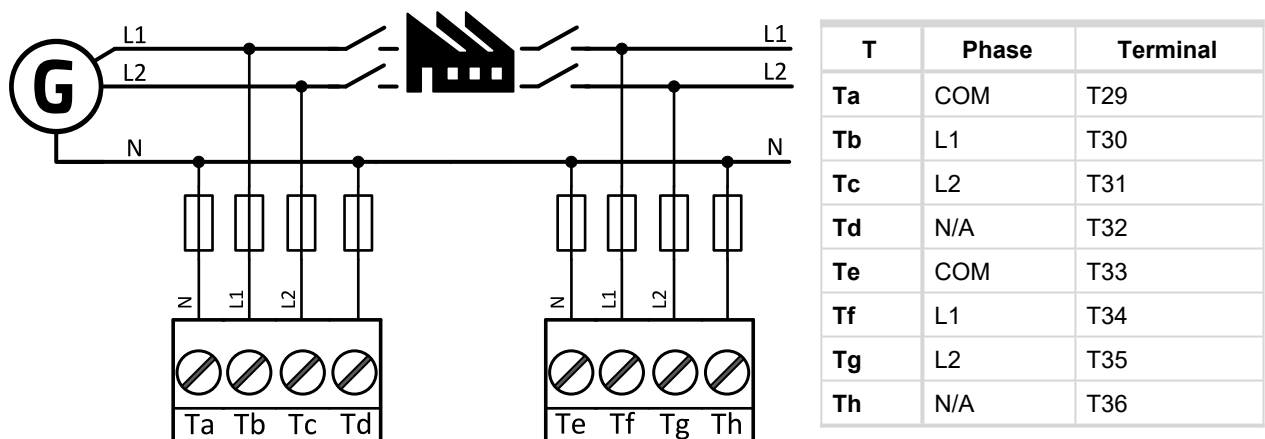 L1 L1
L2 L2
G
N N
N L1 L2 N L1 L2
Ta Tb Tc Td Te Tf Tg Th
T Phase Terminal
Ta COM T29
Tb L1 T30
Tc L2 T31
Td N/A T32
Te COM T33
Tf L1 T34
Tg L2 T35
Th N/A T36